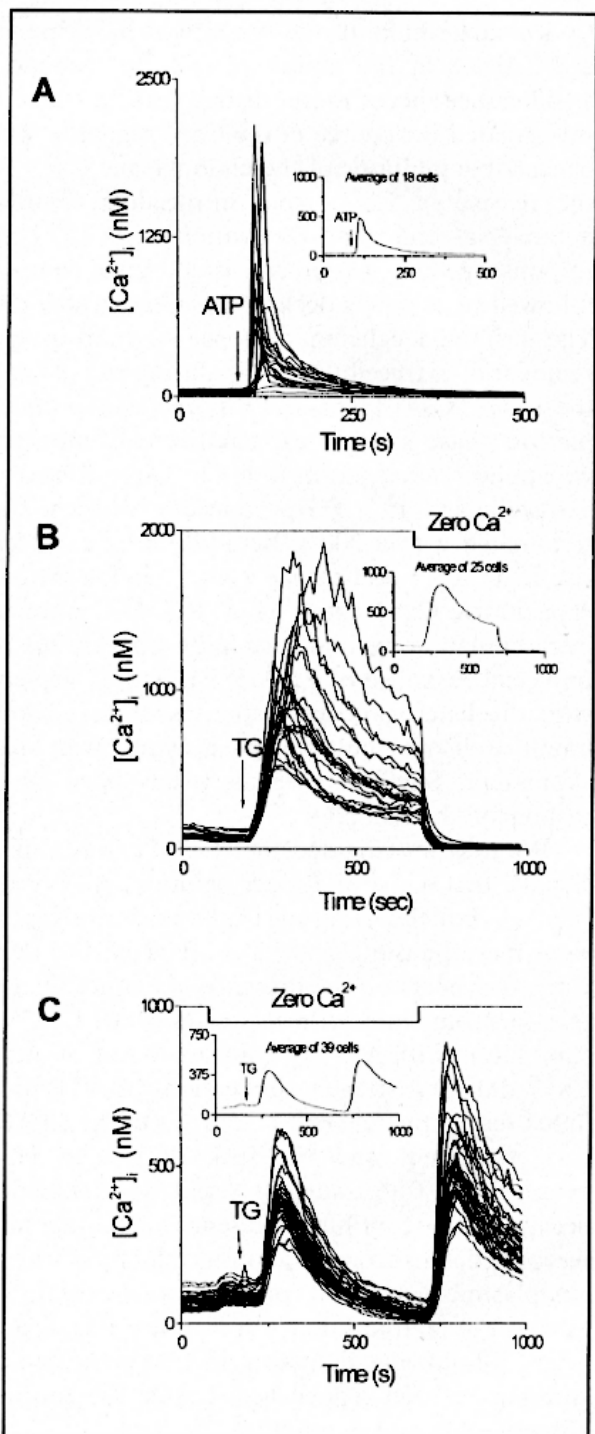 A
2500
1250
0
[Ca²⁺]ᵢ (nM)
ATP
Average of 18 cells
1000
500
0
ATP
0 250 500
0 250 500
Time (s)
B
Zero Ca²⁺
2000
1000
0
[Ca²⁺]ᵢ (nM)
TG
Average of 25 cells
1000
500
0
0 500 1000
0 500 1000
Time (sec)
C
Zero Ca²⁺
1000
500
0
[Ca²⁺]ᵢ (nM)
TG
Average of 39 cells
750
375
0
TG
0 500 1000
0 500 1000
Time (s)